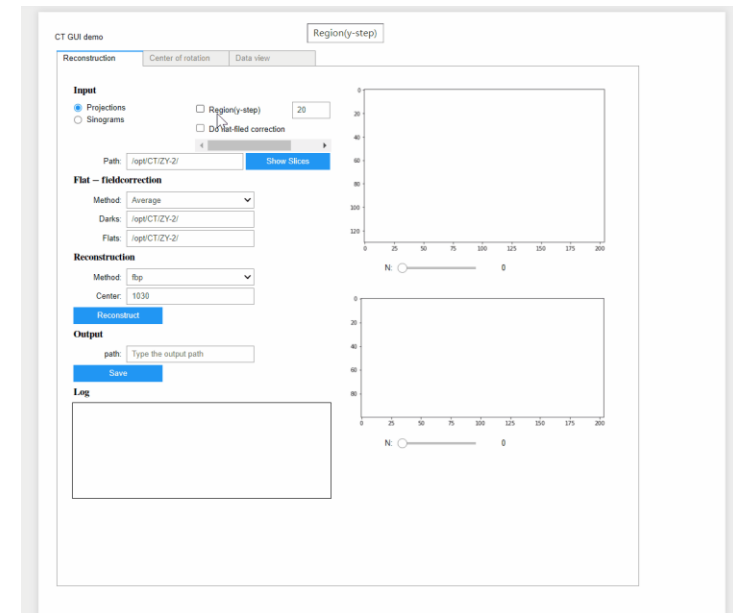 Region(y-step)
CT GUI demo
Reconstruction Center of rotation Data view
Input
Projections
Sinograms
Region(y-step) 20
Do flat-filed correction
Path: /opt/CT/ZY-2/ Show Slices
Flat – fieldcorrection
Method: Average
Darks: /opt/CT/ZY-2/
Flats: /opt/CT/ZY-2/
Reconstruction
Method: fbp
Center: 1030
Reconstruct
Output
path: Type the output path
Save
Log
0
20
40
60
80
100
120
0 25 50 75 100 125 150 175 200
N: 0
0
20
40
60
80
0 25 50 75 100 125 150 175 200
N: 0